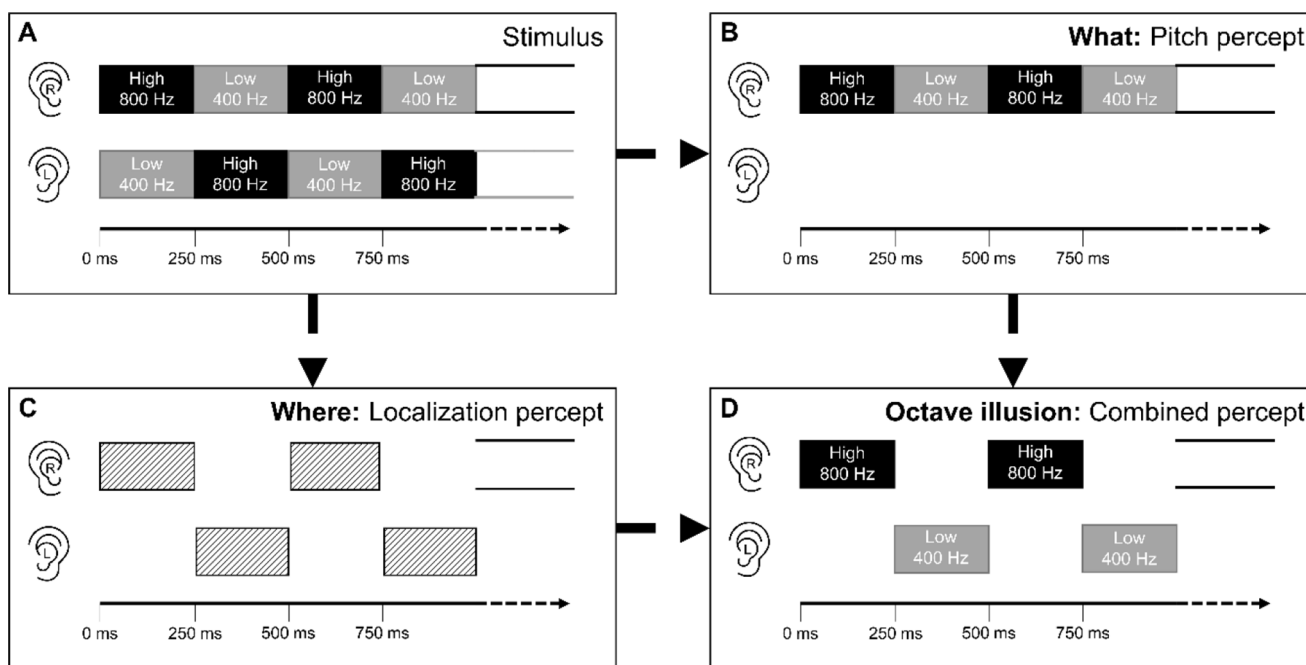 A
Stimulus
R
High
800 Hz
Low
400 Hz
High
800 Hz
Low
400 Hz
L
Low
400 Hz
High
800 Hz
Low
400 Hz
High
800 Hz
0 ms
250 ms
500 ms
750 ms
B
What: Pitch percept
R
High
800 Hz
Low
400 Hz
High
800 Hz
Low
400 Hz
L
0 ms
250 ms
500 ms
750 ms
C
Where: Localization percept
R
L
0 ms
250 ms
500 ms
750 ms
D
Octave illusion: Combined percept
R
High
800 Hz
High
800 Hz
L
Low
400 Hz
Low
400 Hz
0 ms
250 ms
500 ms
750 ms